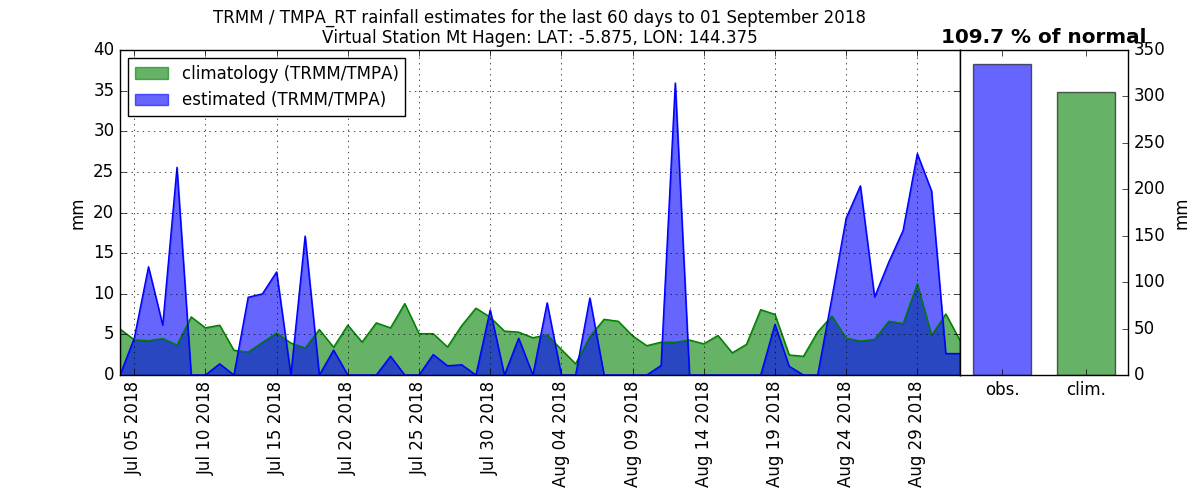 TRMM / TMPA_RT rainfall estimates for the last 60 days to 01 September 2018
Virtual Station Mt Hagen: LAT: -5.875, LON: 144.375
109.7 % of normal
climatology (TRMM/TMPA)
estimated (TRMM/TMPA)
40
35
30
25
20
15
10
5
0
mm
350
300
250
200
150
100
50
0
mm
Jul 05 2018
Jul 10 2018
Jul 15 2018
Jul 20 2018
Jul 25 2018
Jul 30 2018
Aug 04 2018
Aug 09 2018
Aug 14 2018
Aug 19 2018
Aug 24 2018
Aug 29 2018
obs.
clim.